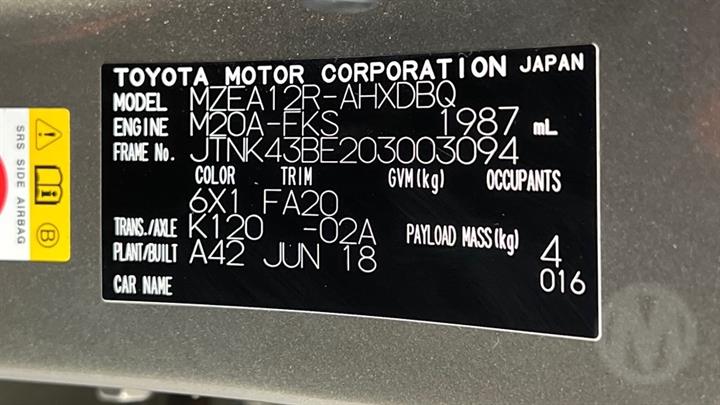 TOYOTA MOTOR CORPORATION JAPAN
MODEL MZEA12R-AHXDBQ
ENGINE M20A-FKS 1987 mL
FRAME No. JTNK43BE203003094
COLOR TRIM GVM(kg) OCCUPANTS
6X1 FA20
TRANS./AXLE K120 -02A PAYLOAD MASS(kg) 4
PLANT/BUILT A42 JUN 18 016
CAR NAME
SRS SIDE AIRBAG
B
M